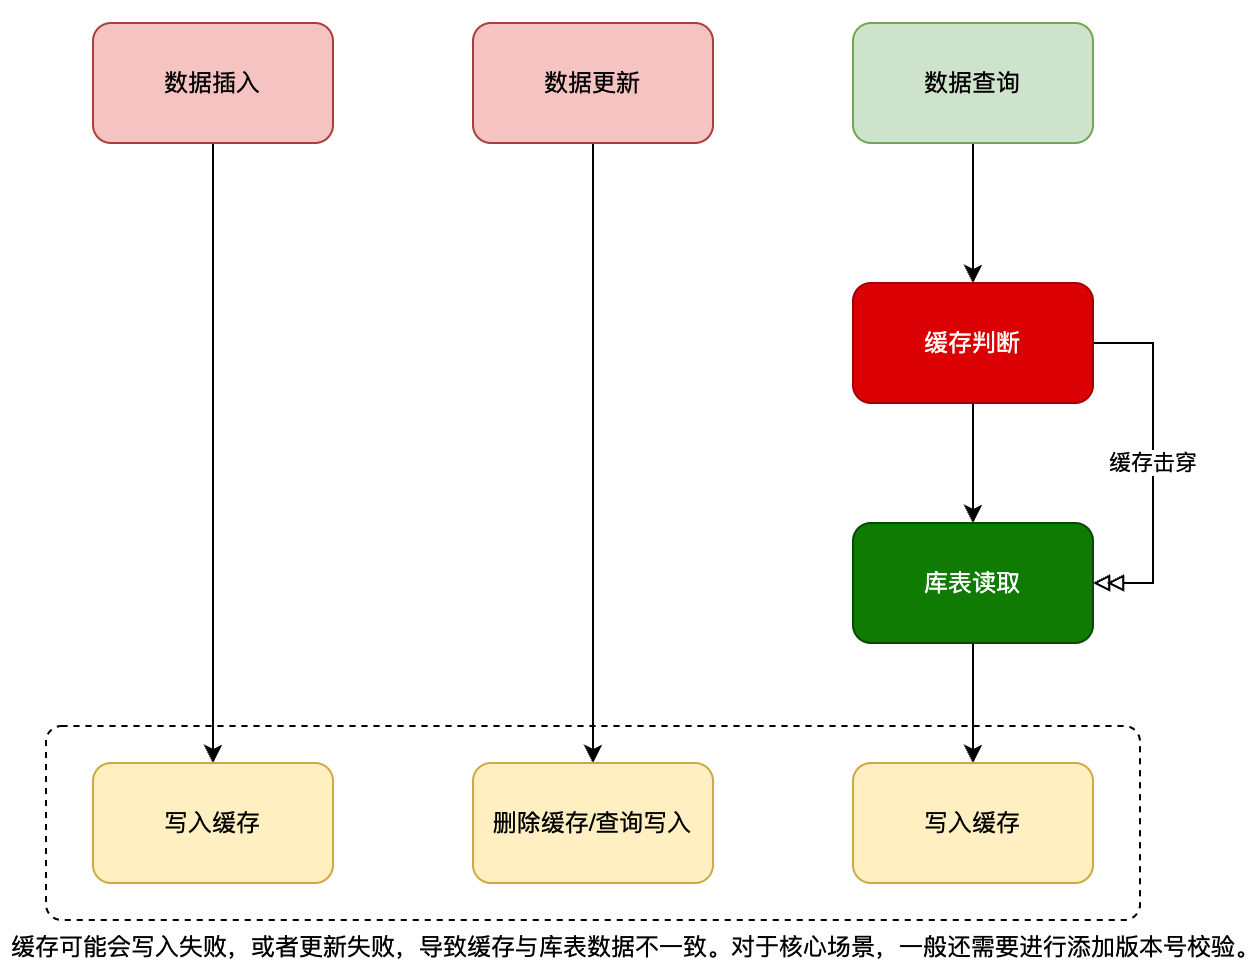 数据插入
数据更新
数据查询
缓存判断
缓存击穿
库表读取
写入缓存
删除缓存/查询写入
写入缓存
缓存可能会写入失败，或者更新失败，导致缓存与库表数据不一致。对于核心场景，一般还需要进行添加版本号校验。